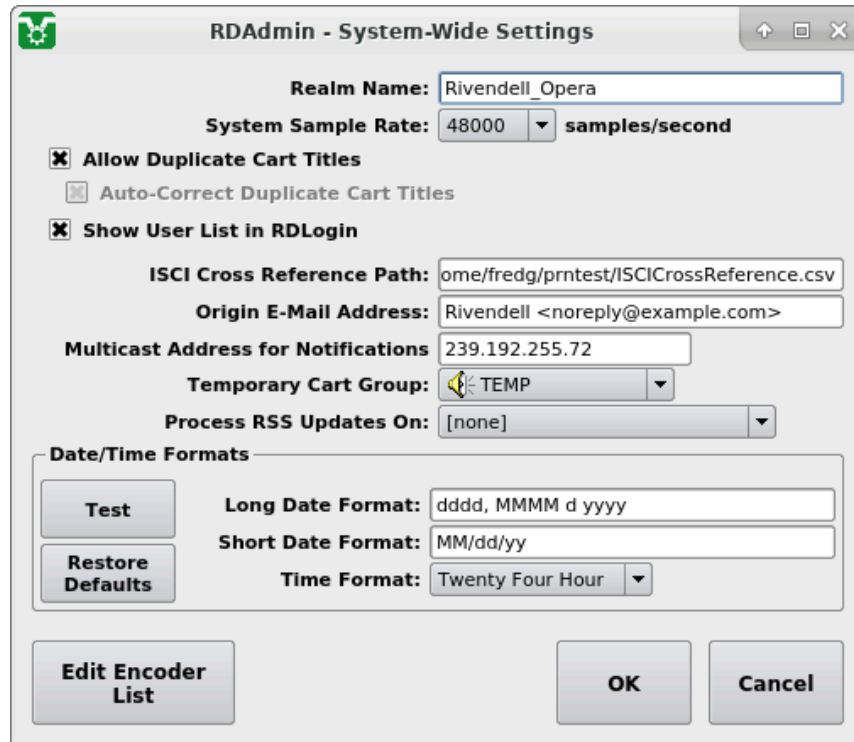 RDAdmin - System-Wide Settings
Realm Name: Rivendell_Opera
System Sample Rate: 48000 samples/second
Allow Duplicate Cart Titles
Auto-Correct Duplicate Cart Titles
Show User List in RDLogin
ISCI Cross Reference Path: ome/fredg/prntest/ISCICrossReference.csv
Origin E-Mail Address: Rivendell <noreply@example.com>
Multicast Address for Notifications 239.192.255.72
Temporary Cart Group: TEMP
Process RSS Updates On: [none]
Date/Time Formats
Test
Long Date Format: dddd, MMMM d yyyy
Short Date Format: MM/dd/yy
Restore
Defaults
Time Format: Twenty Four Hour
Edit Encoder
List
OK
Cancel